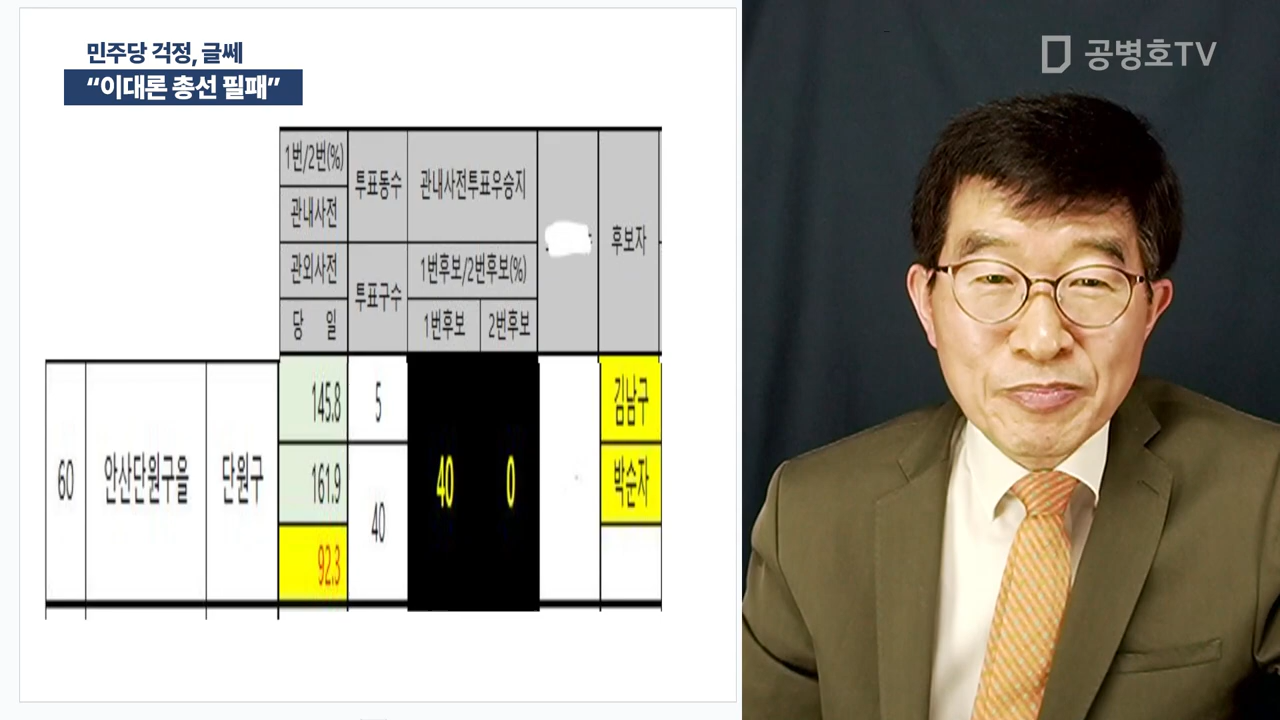 민주당 걱정, 글쎄
“이대론 총선 필패”
공병호TV
1번/2번(%)
투표동수
관내사전투표우승지
후보자
관내사전
관외사전
투표구수
1번후보/2번후보(%)
당 일
1번후보
2번후보
60
안산단원구을
단원구
145.8
5
김남구
161.9
40
40
0
박순자
92.3